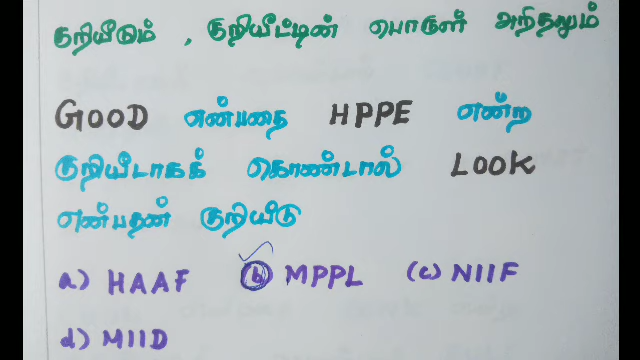 குறியீடும் , குறியீட்டின் பொருள் அறிதலும்
GOOD என்பதை HPPE என்ற
குறியீடாகக் கொண்டால் LOOK
என்பதன் குறியீடு
a) HAAF (b) MPPL (c) NIIF
d) MIID